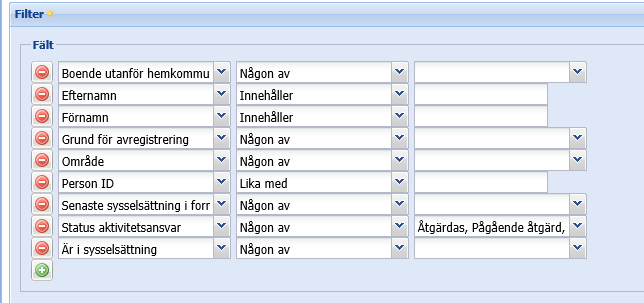 Filter
Fält
Boende utanför hemkommu Någon av
Efternamn Innehåller
Förnamn Innehåller
Grund för avregistrering Någon av
Område Någon av
Person ID Lika med
Senaste sysselsättning i forr Någon av
Status aktivitetsansvar Någon av Åtgärdas, Pågående åtgärd,
Är i sysselsättning Någon av